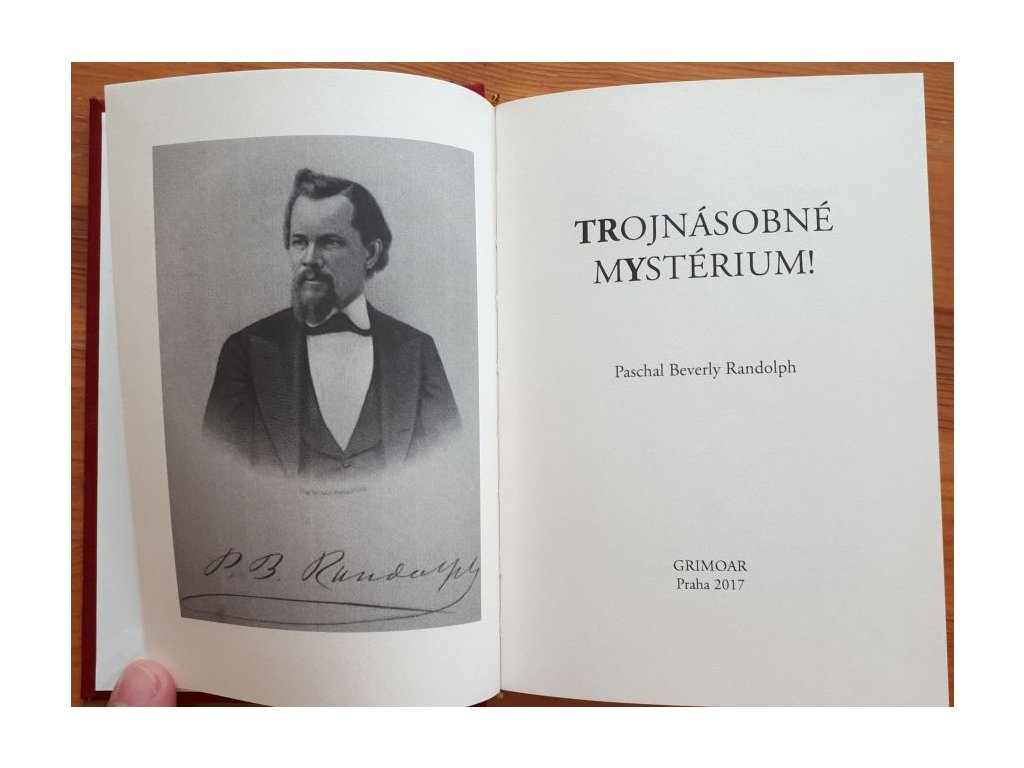 P. B. Randolph
TROJNÁSOBNÉ
MYSTÉRIUM!
Paschal Beverly Randolph
GRIMOAR
Praha 2017